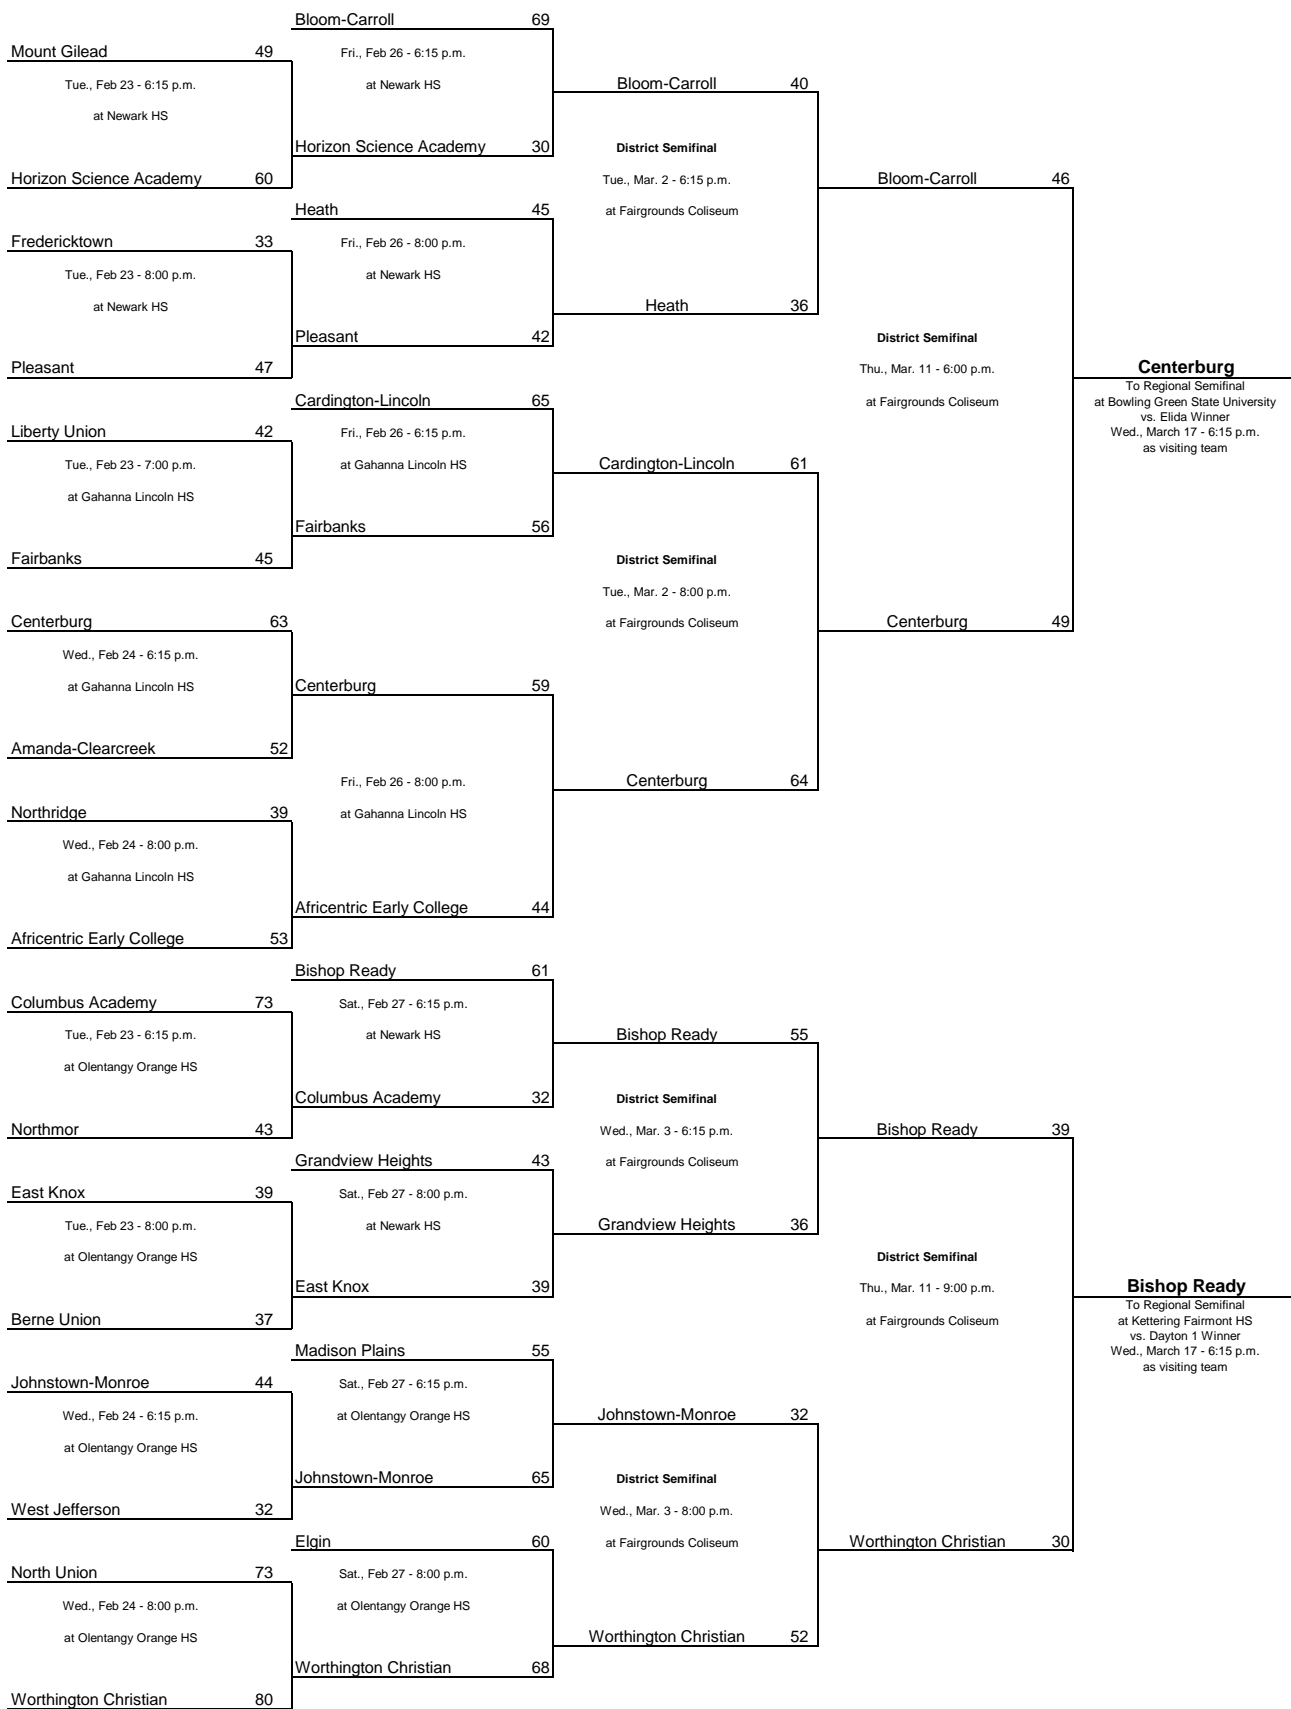 Bloom-Carroll 69
Mount Gilead 49
Fri., Feb 26 - 6:15 p.m.
Tue., Feb 23 - 6:15 p.m.
at Newark HS
Bloom-Carroll 40
at Newark HS
Horizon Science Academy 30
District Semifinal
Horizon Science Academy 60
Tue., Mar. 2 - 6:15 p.m.
Bloom-Carroll 46
Heath 45
at Fairgrounds Coliseum
Fredericktown 33
Fri., Feb 26 - 8:00 p.m.
Tue., Feb 23 - 8:00 p.m.
at Newark HS
at Newark HS
Heath 36
Pleasant 42
District Semifinal
Pleasant 47
Thu., Mar. 11 - 6:00 p.m.
Centerburg
To Regional Semifinal
at Bowling Green State University
vs. Elida Winner
Wed., March 17 - 6:15 p.m.
as visiting team
Cardington-Lincoln 65
at Fairgrounds Coliseum
Liberty Union 42
Fri., Feb 26 - 6:15 p.m.
Tue., Feb 23 - 7:00 p.m.
at Gahanna Lincoln HS
Cardington-Lincoln 61
at Gahanna Lincoln HS
Fairbanks 56
Fairbanks 45
District Semifinal
Tue., Mar. 2 - 8:00 p.m.
Centerburg 63
at Fairgrounds Coliseum
Centerburg 49
Wed., Feb 24 - 6:15 p.m.
at Gahanna Lincoln HS
Centerburg 59
Amanda-Clearcreek 52
Fri., Feb 26 - 8:00 p.m.
Centerburg 64
Northridge 39
at Gahanna Lincoln HS
Wed., Feb 24 - 8:00 p.m.
at Gahanna Lincoln HS
Africentric Early College 44
Africentric Early College 53
Bishop Ready 61
Columbus Academy 73
Sat., Feb 27 - 6:15 p.m.
Tue., Feb 23 - 6:15 p.m.
at Newark HS
Bishop Ready 55
at Olentangy Orange HS
Columbus Academy 32
District Semifinal
Northmor 43
Wed., Mar. 3 - 6:15 p.m.
Bishop Ready 39
Grandview Heights 43
at Fairgrounds Coliseum
East Knox 39
Sat., Feb 27 - 8:00 p.m.
Tue., Feb 23 - 8:00 p.m.
at Newark HS
Grandview Heights 36
at Olentangy Orange HS
District Semifinal
East Knox 39
Thu., Mar. 11 - 9:00 p.m.
Bishop Ready
To Regional Semifinal
at Kettering Fairmont HS
vs. Dayton 1 Winner
Wed., March 17 - 6:15 p.m.
as visiting team
Berne Union 37
at Fairgrounds Coliseum
Madison Plains 55
Johnstown-Monroe 44
Sat., Feb 27 - 6:15 p.m.
Wed., Feb 24 - 6:15 p.m.
at Olentangy Orange HS
Johnstown-Monroe 32
at Olentangy Orange HS
Johnstown-Monroe 65
District Semifinal
West Jefferson 32
Wed., Mar. 3 - 8:00 p.m.
Elgin 60
at Fairgrounds Coliseum
Worthington Christian 30
North Union 73
Sat., Feb 27 - 8:00 p.m.
Wed., Feb 24 - 8:00 p.m.
at Olentangy Orange HS
at Olentangy Orange HS
Worthington Christian 52
Worthington Christian 68
Worthington Christian 80